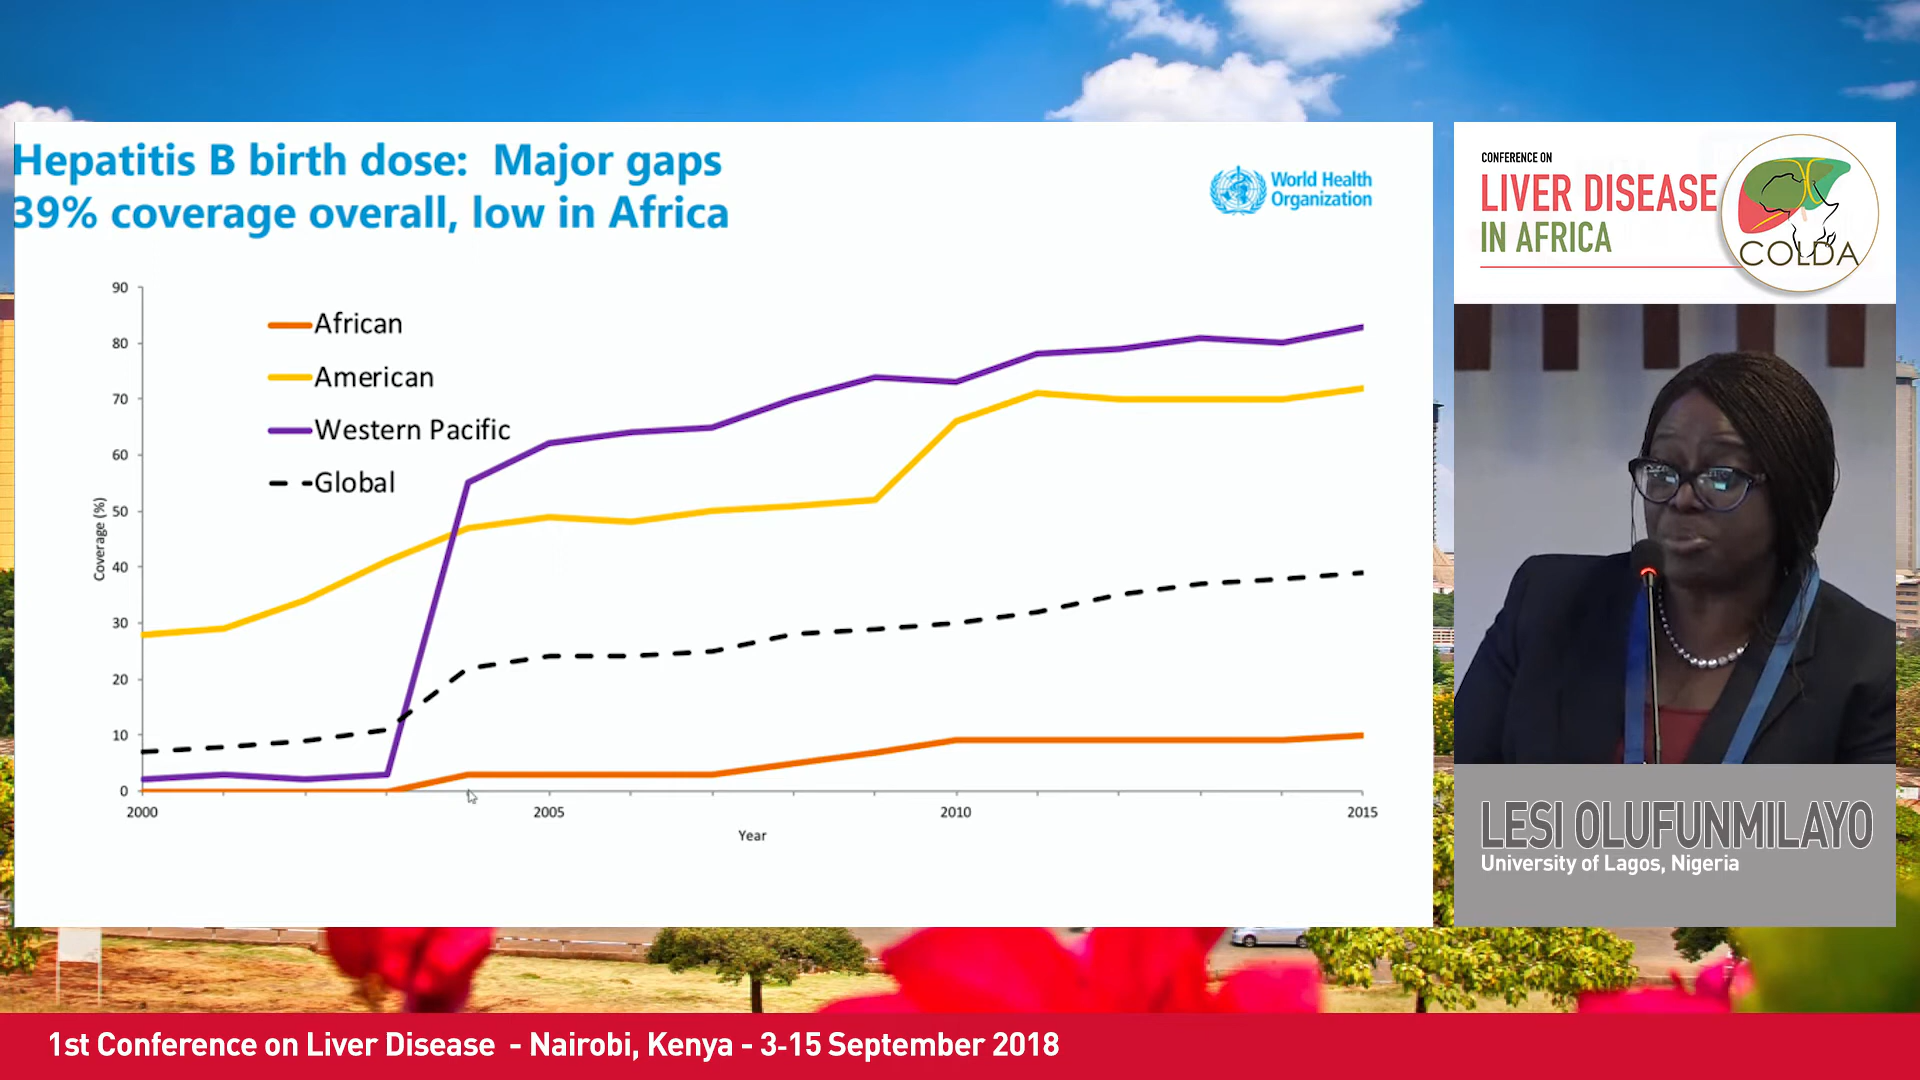 Hepatitis B birth dose: Major gaps
39% coverage overall, low in Africa
World Health
Organization
90
80
70
60
50
40
30
20
10
0
Coverage (%)
African
American
Western Pacific
Global
2000
2005
2010
2015
Year
CONFERENCE ON
LIVER DISEASE
IN AFRICA
COLDA
LESI OLUFUNMILAYO
University of Lagos, Nigeria
1st Conference on Liver Disease - Nairobi, Kenya - 3-15 September 2018